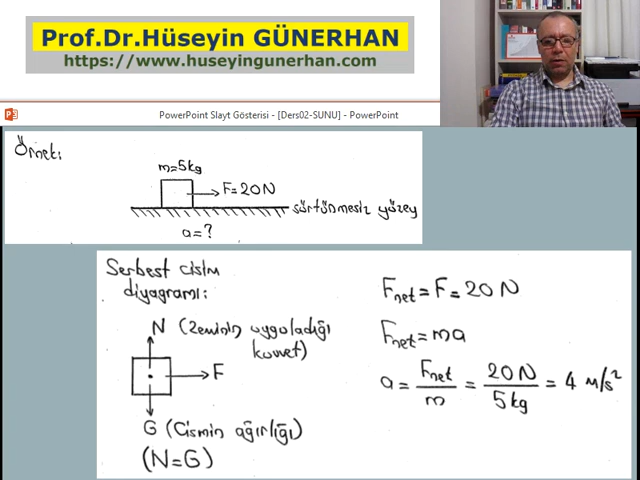 Prof.Dr.Hüseyin GÜNERHAN
https://www.huseyingunerhan.com
PowerPoint Slayt Gösterisi - [Ders02-SUNU] - PowerPoint
Örnek:
m=5kg
F=20N
sürtünmesiz yüzey
a=?
Serbest cisim
diyagramı:
N (Zeminin uyguladığı
kuvvet)
F
G (Cismin ağırlığı)
(N=G)
Fnet = F = 20 N
Fnet = ma
a = Fnet/m = 20 N/5 kg = 4 m/s²